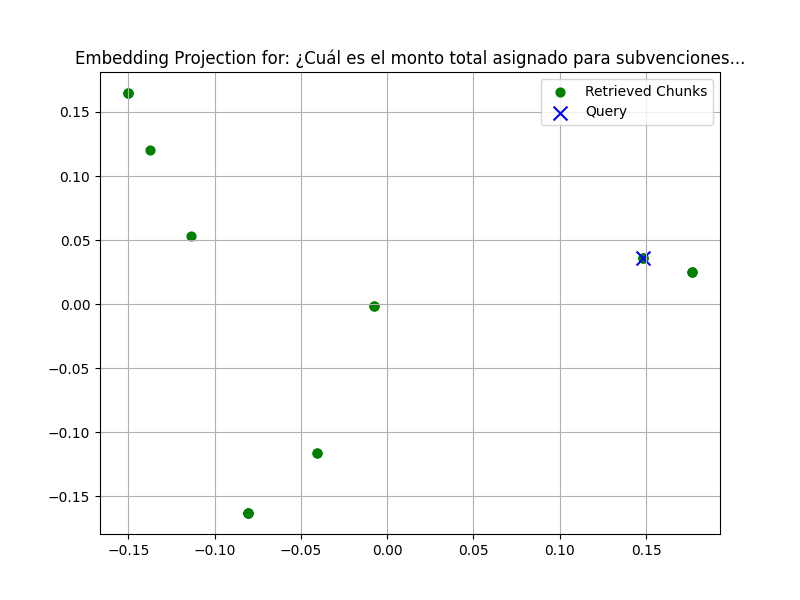 Embedding Projection for: ¿Cuál es el monto total asignado para subvenciones...
Retrieved Chunks
Query
0.15
0.10
0.05
0.00
−0.05
−0.10
−0.15
−0.15 −0.10 −0.05 0.00 0.05 0.10 0.15